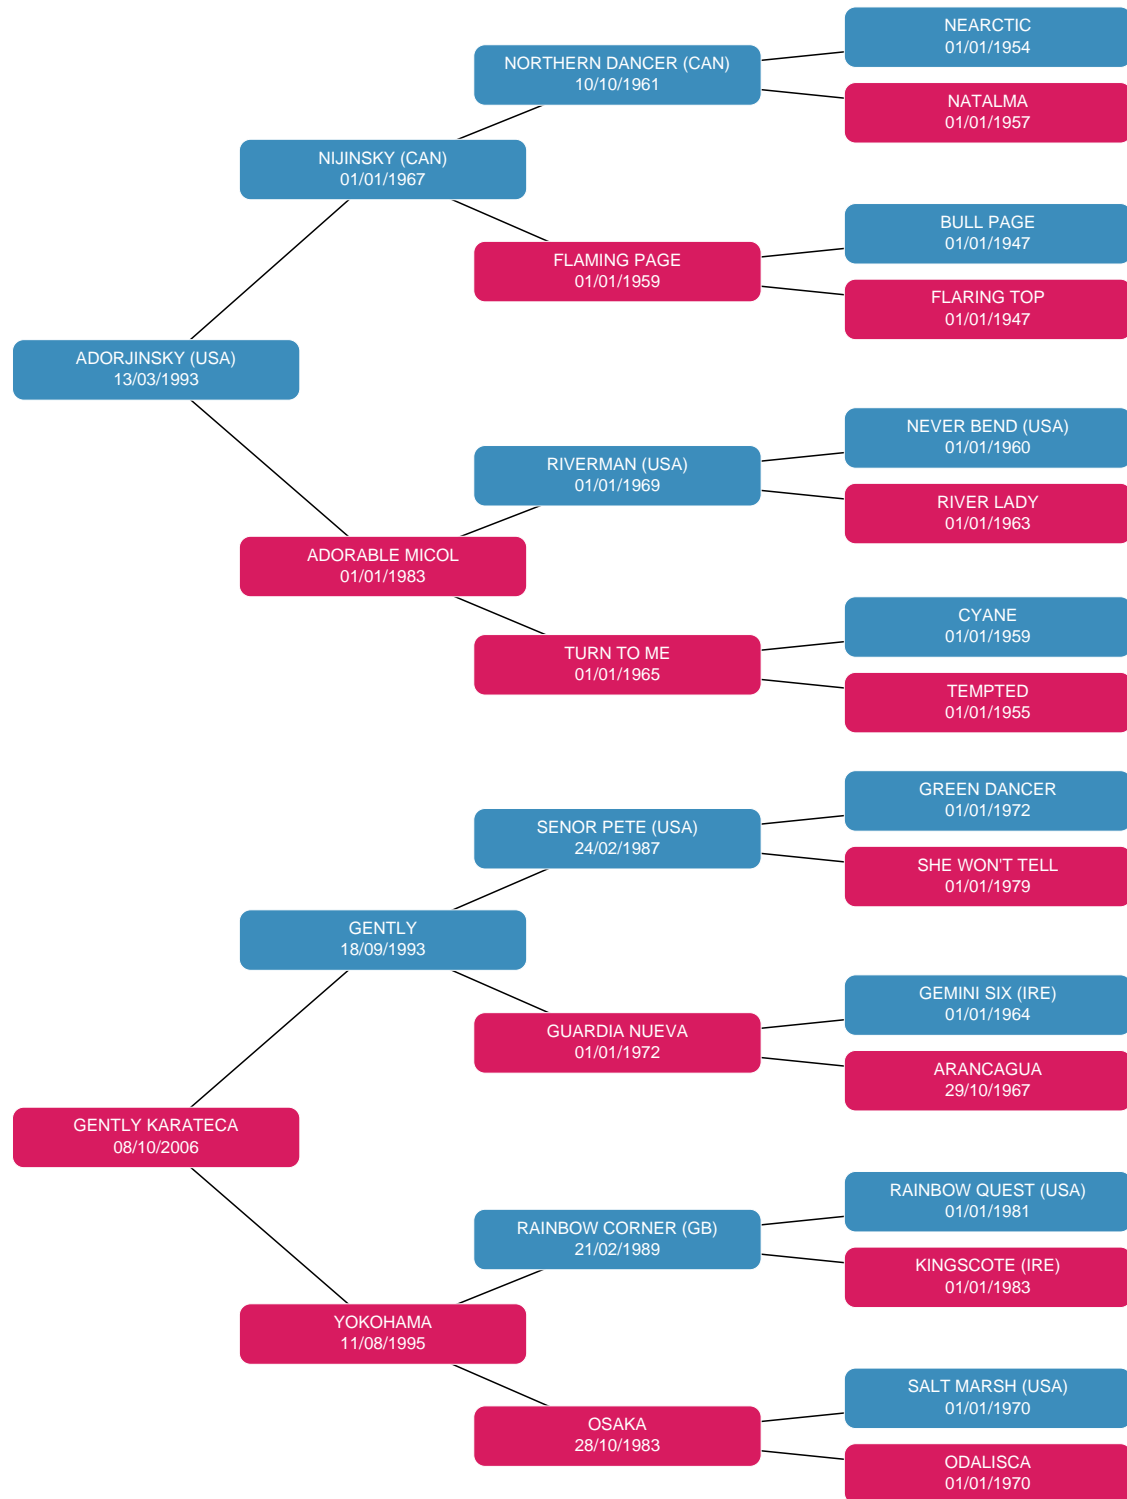 NEARCTIC
01/01/1954
NORTHERN DANCER (CAN)
10/10/1961
NATALMA
01/01/1957
NIJINSKY (CAN)
01/01/1967
BULL PAGE
01/01/1947
FLAMING PAGE
01/01/1959
FLARING TOP
01/01/1947
ADORJINSKY (USA)
13/03/1993
NEVER BEND (USA)
01/01/1960
RIVERMAN (USA)
01/01/1969
RIVER LADY
01/01/1963
ADORABLE MICOL
01/01/1983
CYANE
01/01/1959
TURN TO ME
01/01/1965
TEMPTED
01/01/1955
GREEN DANCER
01/01/1972
SENOR PETE (USA)
24/02/1987
SHE WON'T TELL
01/01/1979
GENTLY
18/09/1993
GEMINI SIX (IRE)
01/01/1964
GUARDIA NUEVA
01/01/1972
ARANCAGUA
29/10/1967
GENTLY KARATECA
08/10/2006
RAINBOW QUEST (USA)
01/01/1981
RAINBOW CORNER (GB)
21/02/1989
KINGSCOTE (IRE)
01/01/1983
YOKOHAMA
11/08/1995
SALT MARSH (USA)
01/01/1970
OSAKA
28/10/1983
ODALISCA
01/01/1970